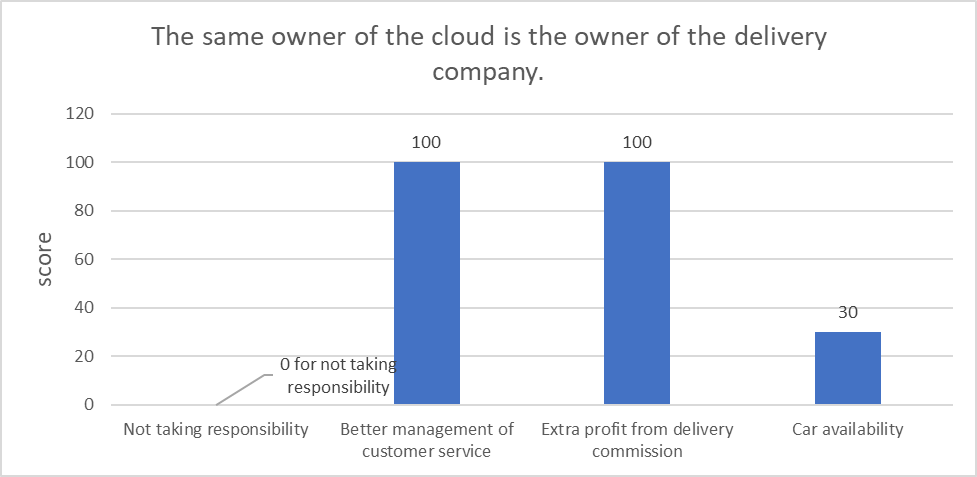 The same owner of the cloud is the owner of the delivery
company.
120
100
80
60
40
20
0
score
0 for not taking
responsibility
100
100
30
Not taking responsibility
Better management of
customer service
Extra profit from delivery
commission
Car availability